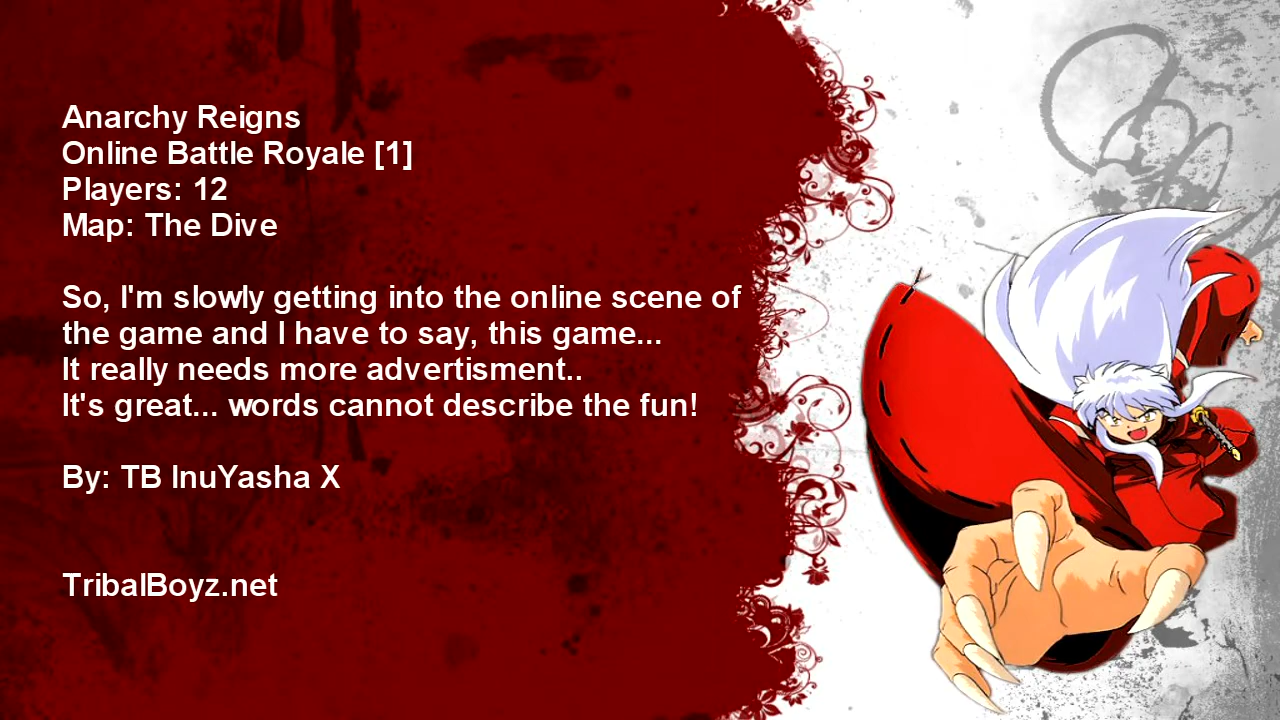 Anarchy Reigns
Online Battle Royale [1]
Players: 12
Map: The Dive
So, I'm slowly getting into the online scene of
the game and I have to say, this game...
It really needs more advertisment..
It's great... words cannot describe the fun!
By: TB InuYasha X
TribalBoyz.net